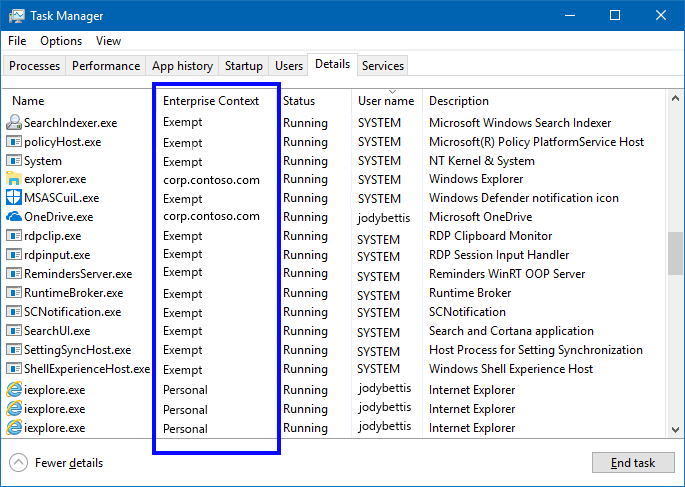 Task Manager
File Options View
Processes Performance App history Startup Users Details Services
Name Enterprise Context Status User name Description
SearchIndexer.exe Exempt Running SYSTEM Microsoft Windows Search Indexer
policyHost.exe Exempt Running SYSTEM Microsoft(R) Policy PlatformService Host
System Exempt Running SYSTEM NT Kernel & System
explorer.exe corp.contoso.com Running SYSTEM Windows Explorer
MSASCuiL.exe Exempt Running SYSTEM Windows Defender notification icon
OneDrive.exe corp.contoso.com Running jodybettis Microsoft OneDrive
rdpclip.exe Exempt Running SYSTEM RDP Clipboard Monitor
rdpinput.exe Exempt Running SYSTEM RDP Session Input Handler
RemindersServer.exe Exempt Running SYSTEM Reminders WinRT OOP Server
RuntimeBroker.exe Exempt Running SYSTEM Runtime Broker
SCNotification.exe Exempt Running SYSTEM SCNotification
SearchUI.exe Exempt Running SYSTEM Search and Cortana application
SettingSyncHost.exe Exempt Running SYSTEM Host Process for Setting Synchronization
ShellExperienceHost.exe Exempt Running SYSTEM Windows Shell Experience Host
iexplore.exe Personal Running jodybettis Internet Explorer
iexplore.exe Personal Running jodybettis Internet Explorer
iexplore.exe Personal Running jodybettis Internet Explorer
Fewer details End task